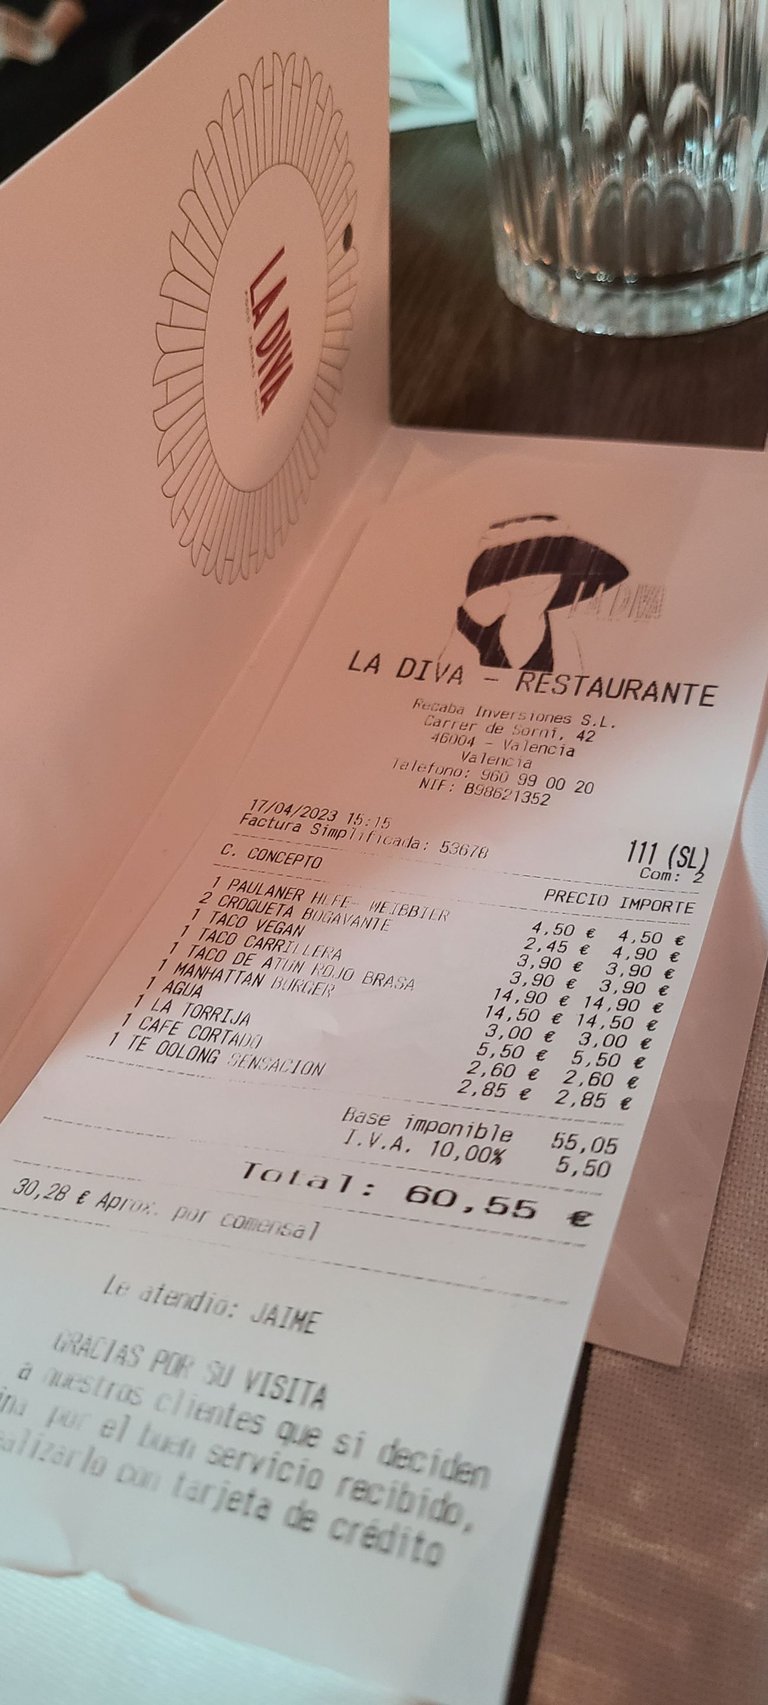 LA DIVA
LA DIVA
LA DIVA - RESTAURANTE
Recaba Inversiones S.L.
Carrer de Sorní, 42
46004 - Valencia
Valencia
Telefono: 960 99 00 20
NIF: B98621352
17/04/2023 15:15
Factura Simplificada: 53678
111 (SL)
Com: 2
C. CONCEPTO PRECIO IMPORTE
1 PAULANER HEFE- WEIBBIER 4,50 € 4,50 €
2 CROQUETA BOGAVANTE 2,45 € 4,90 €
1 TACO VEGAN 3,90 € 3,90 €
1 TACO CARRILLERA 3,90 € 3,90 €
1 TACO DE ATUN ROJO BRASA 14,90 € 14,90 €
1 MANHATTAN BURGER 14,50 € 14,50 €
1 AGUA 3,00 € 3,00 €
1 LA TORRIJA 5,50 € 5,50 €
1 CAFE CORTADO 2,60 € 2,60 €
1 TE OOLONG SENSACION 2,85 € 2,85 €
Base imponible 55,05
I.V.A. 10,00% 5,50
Total: 60,55 €
30,28 € Aprox. por comensal
Le atendio: JAIME
GRACIAS POR SU VISITA
a nuestros clientes que si deciden
por el buen servicio recibido,
con tarjeta de crédito